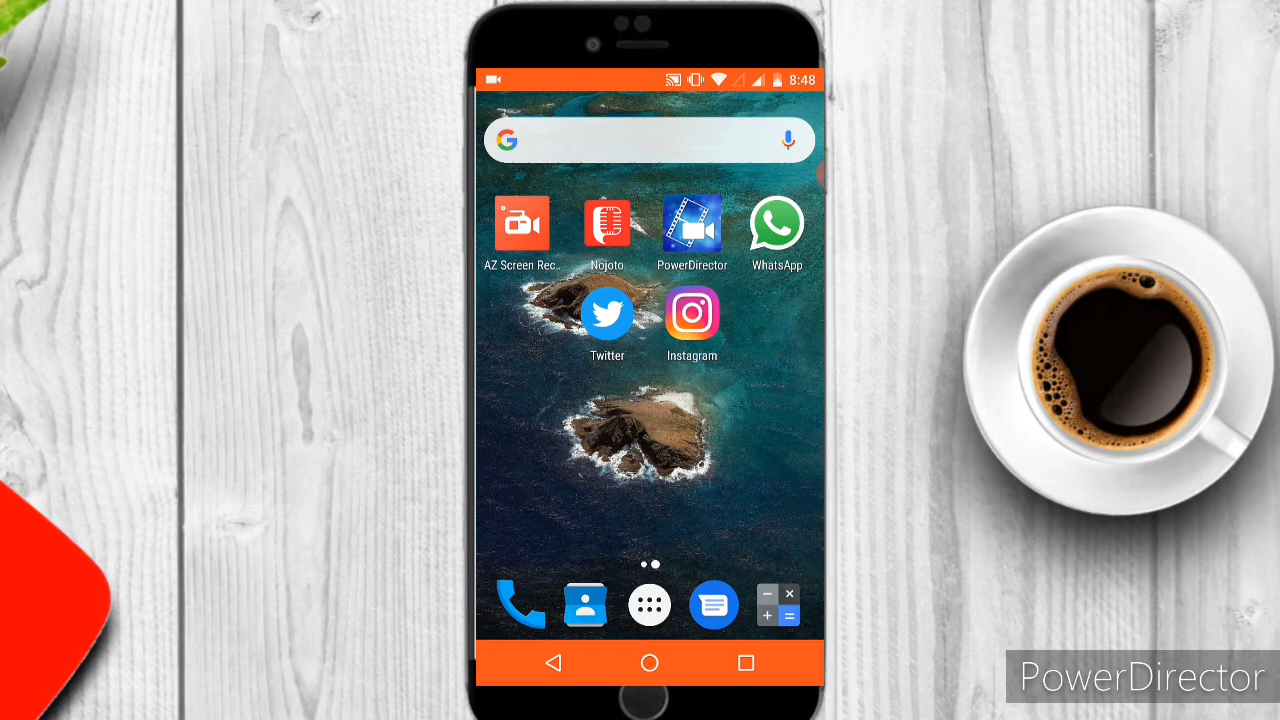 8:48
AZ Screen Rec..
Nojoto
PowerDirector
WhatsApp
Twitter
Instagram
PowerDirector